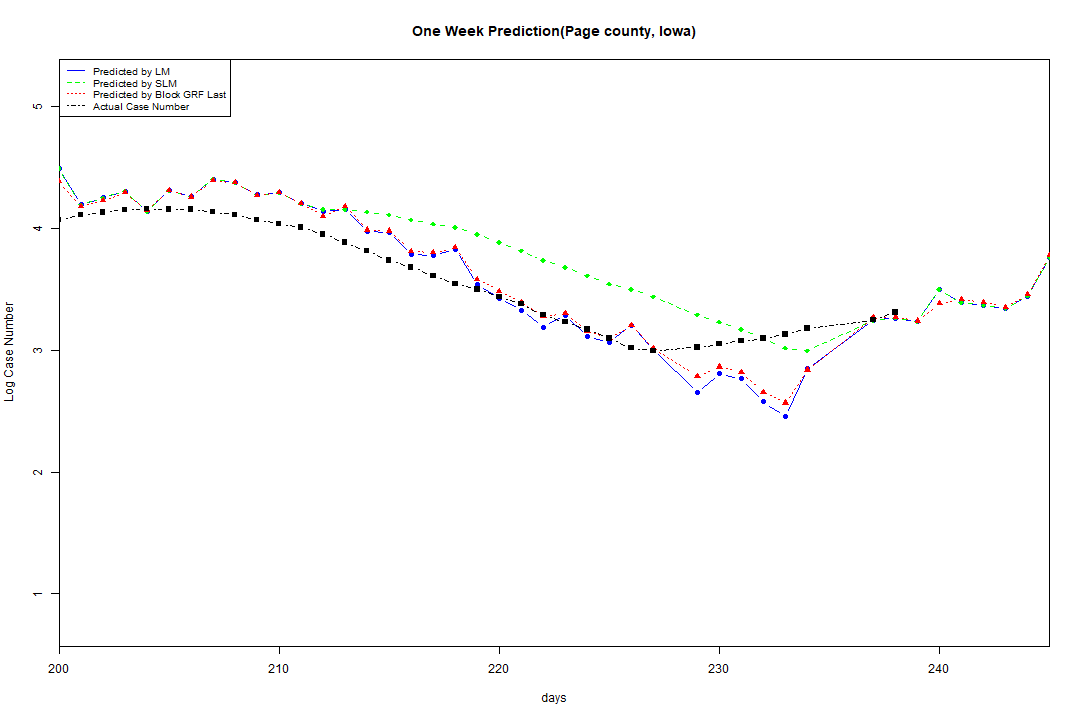 One Week Prediction(Page county, Iowa)
Predicted by LM
Predicted by SLM
Predicted by Block GRF Last
Actual Case Number
5
4
3
2
1
Log Case Number
200 210 220 230 240
days